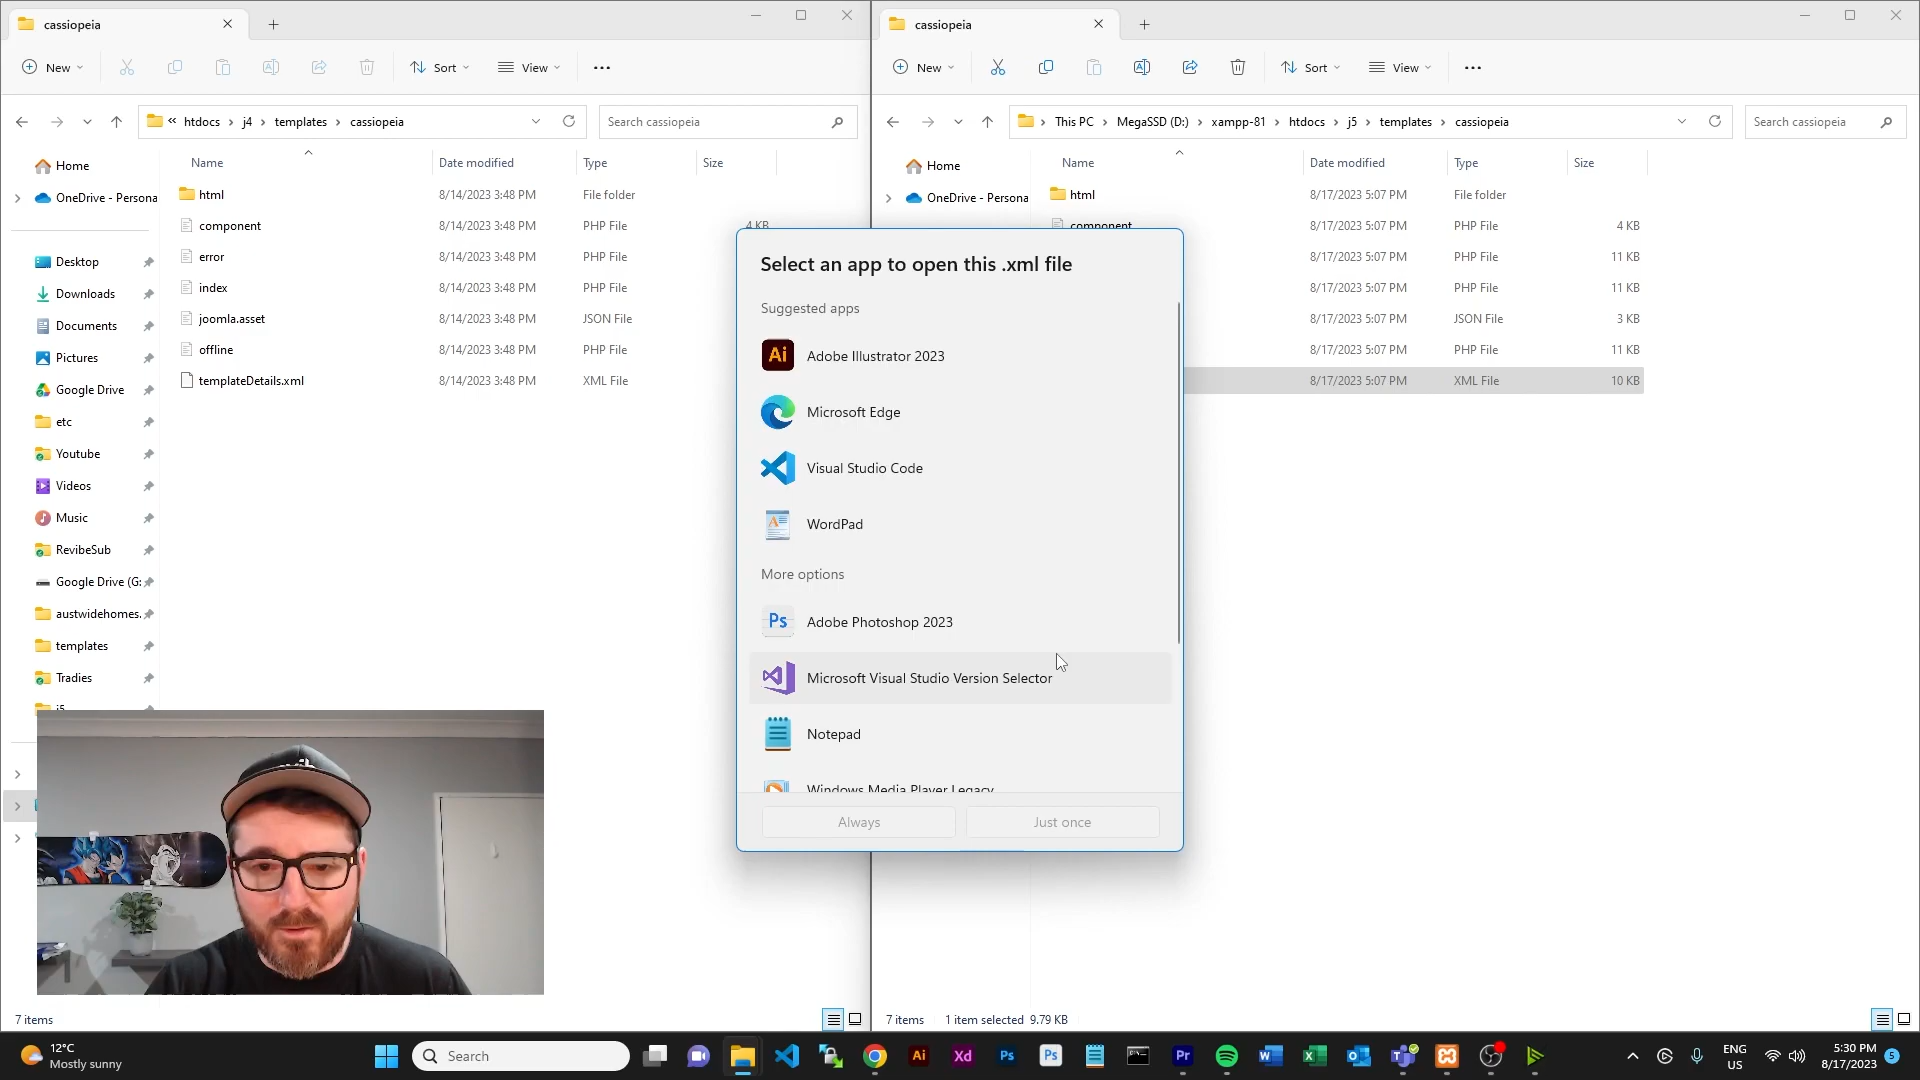 cassiopeia
New
Sort
View
htdocs
j4
templates
cassiopeia
Search cassiopeia
Name
Date modified
Type
Size
Home
OneDrive - Persona
Desktop
Downloads
Documents
Pictures
Google Drive
etc
Youtube
Videos
Music
RevibeSub
Google Drive (G:
austwidehomes.
templates
Tradies
j5
html 8/14/2023 3:48 PM File folder
component 8/14/2023 3:48 PM PHP File 4 KB
error 8/14/2023 3:48 PM PHP File
index 8/14/2023 3:48 PM PHP File
joomla.asset 8/14/2023 3:48 PM JSON File
offline 8/14/2023 3:48 PM PHP File
templateDetails.xml 8/14/2023 3:48 PM XML File
7 items
cassiopeia
New
Sort
View
This PC
MegaSSD (D:)
xampp-81
htdocs
j5
templates
cassiopeia
Search cassiopeia
Name
Date modified
Type
Size
Home
OneDrive - Persona
html 8/17/2023 5:07 PM File folder
component 8/17/2023 5:07 PM PHP File 4 KB
8/17/2023 5:07 PM PHP File 11 KB
8/17/2023 5:07 PM PHP File 11 KB
8/17/2023 5:07 PM JSON File 3 KB
8/17/2023 5:07 PM PHP File 11 KB
8/17/2023 5:07 PM XML File 10 KB
7 items
1 item selected 9.79 KB
Select an app to open this .xml file
Suggested apps
Ai
Adobe Illustrator 2023
Microsoft Edge
Visual Studio Code
WordPad
More options
Ps
Adobe Photoshop 2023
Microsoft Visual Studio Version Selector
Notepad
Windows Media Player Legacy
Always
Just once
12°C
Mostly sunny
Search
Ai
Xd
Ps
Ps
Pr
ENG
US
5:30 PM
8/17/2023
5